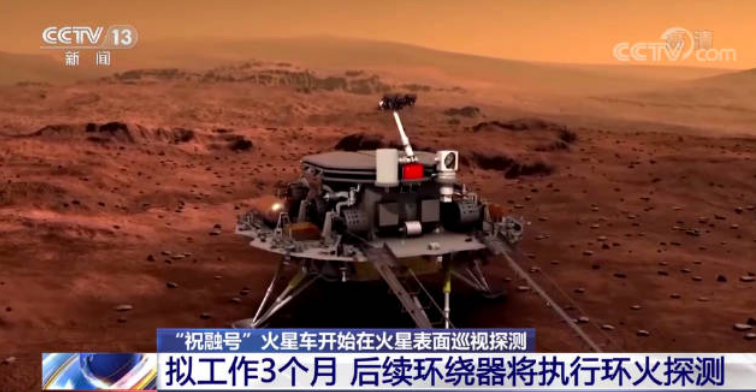 CCTV 13
新闻
高清
CCTV.com
“祝融号”火星车开始在火星表面巡视探测
拟工作3个月 后续环绕器将执行环火探测